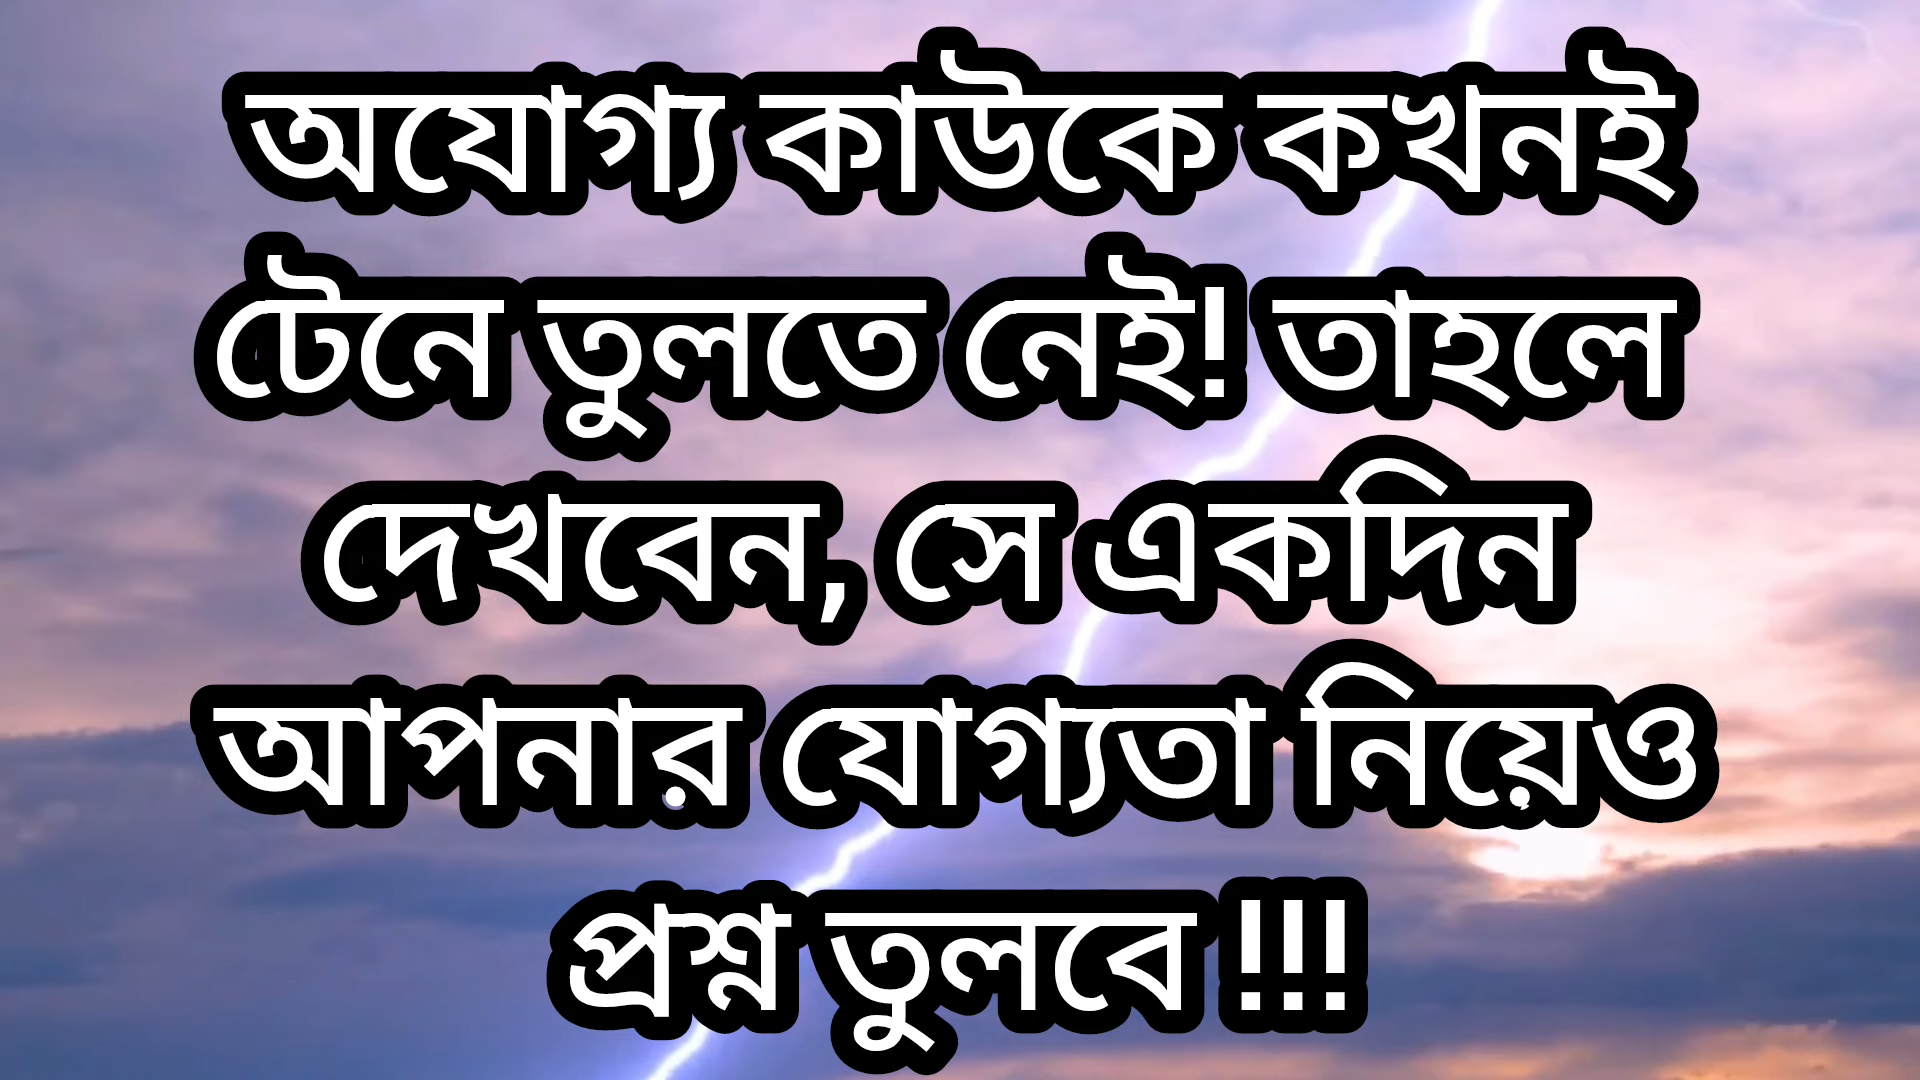 অযোগ্য কাউকে কখনই
টেনে তুলতে নেই! তাহলে
দেখবেন, সে একদিন
আপনার যোগ্যতা নিয়েও
প্রশ্ন তুলবে !!!